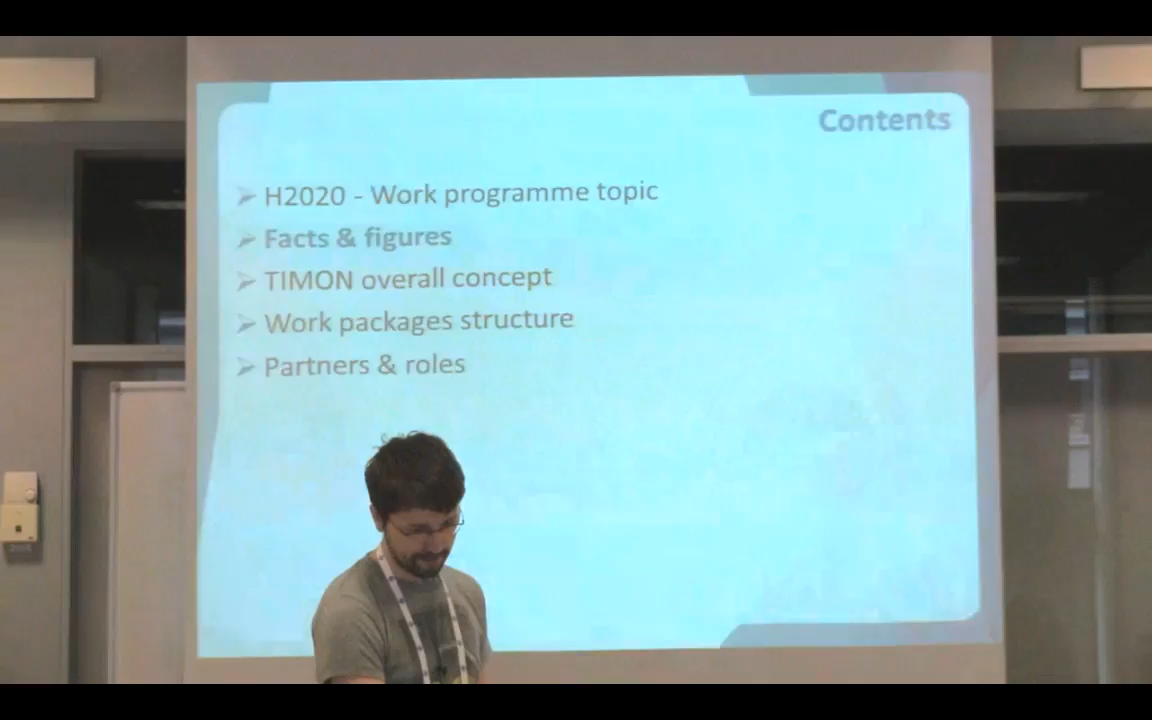 Contents
H2020 - Work programme topic
Facts & figures
TIMON overall concept
Work packages structure
Partners & roles